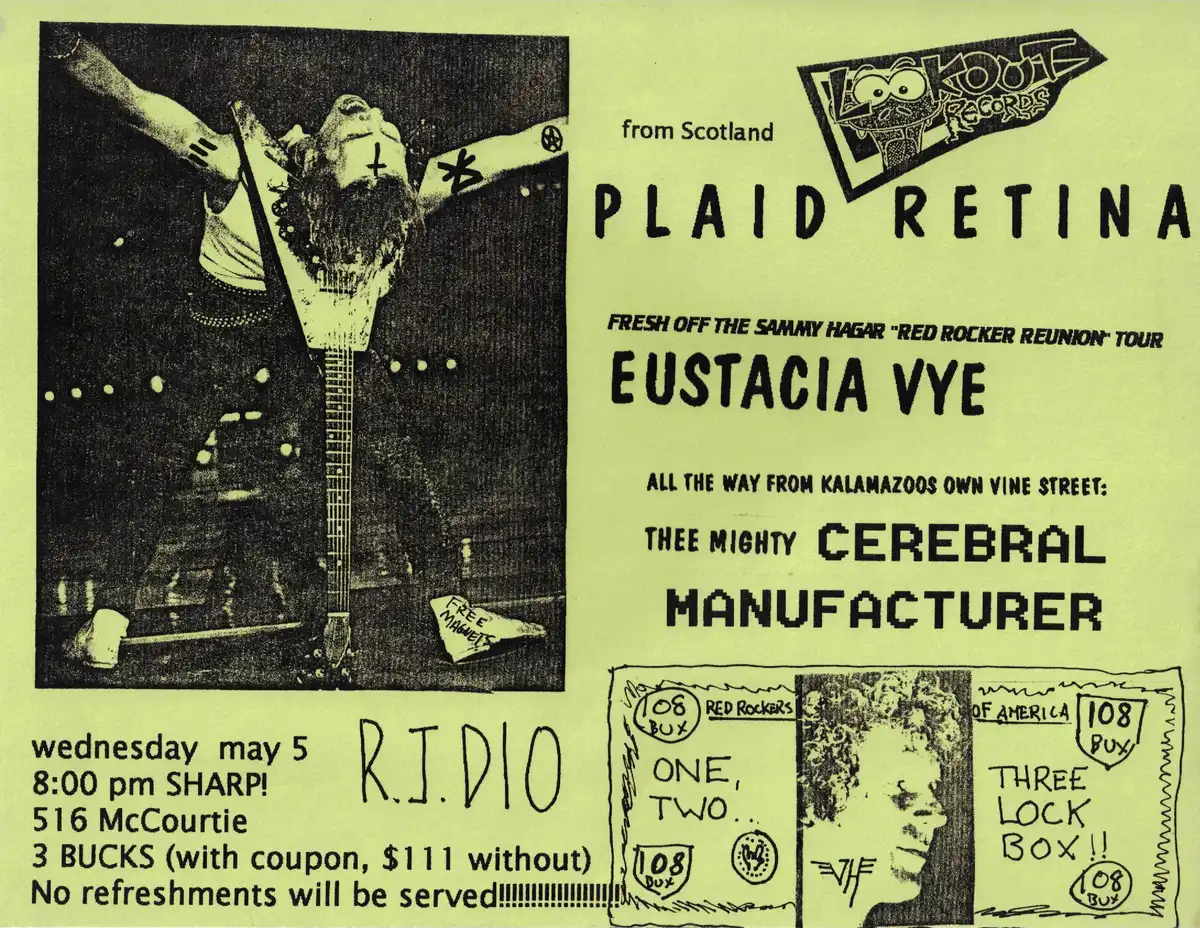 FREE
MAGNETS
LOOKOUT
RECORDS
from Scotland
PLAID RETINA
FRESH OFF THE SAMMY HAGAR "RED ROCKER REUNION" TOUR
EUSTACIA VYE
ALL THE WAY FROM KALAMAZOOS OWN VINE STREET:
THEE MIGHTY CEREBRAL
MANUFACTURER
wednesday may 5
8:00 pm SHARP!
516 McCourtie
3 BUCKS (with coupon, $111 without)
No refreshments will be served!!!!!!!!!!!!!!!!!!!!!
R.J.DIO
108
BUX
RED ROCKERS
OF AMERICA
108
BUX
ONE,
TWO...
THREE
LOCK
BOX!!
108
BUX
VH
108
BUX